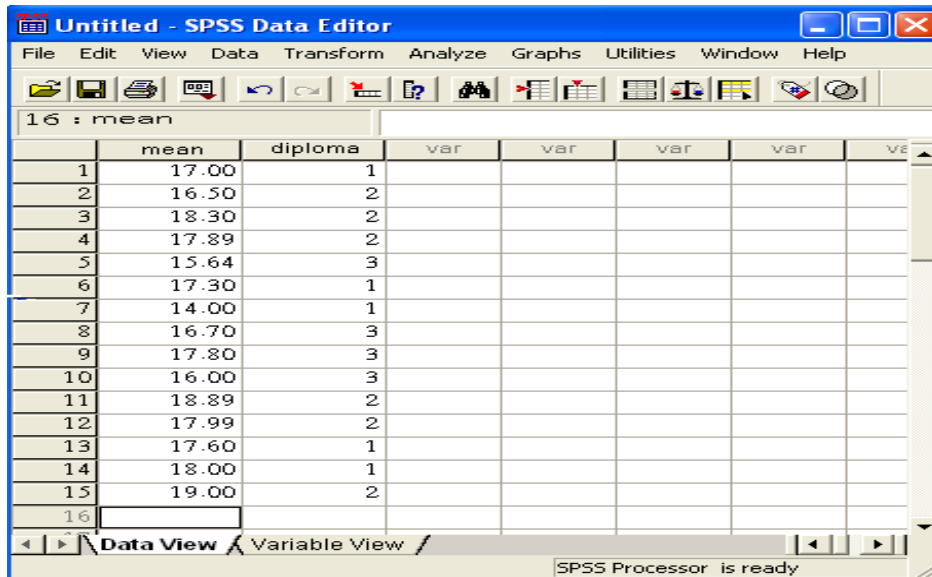 Untitled - SPSS Data Editor
File Edit View Data Transform Analyze Graphs Utilities Window Help
16 : mean
mean diploma var var var var
1 17.00 1
2 16.50 2
3 18.30 2
4 17.89 2
5 15.64 3
6 17.30 1
7 14.00 1
8 16.70 3
9 17.80 3
10 16.00 3
11 18.89 2
12 17.99 2
13 17.60 1
14 18.00 1
15 19.00 2
16
Data View Variable View
SPSS Processor is ready